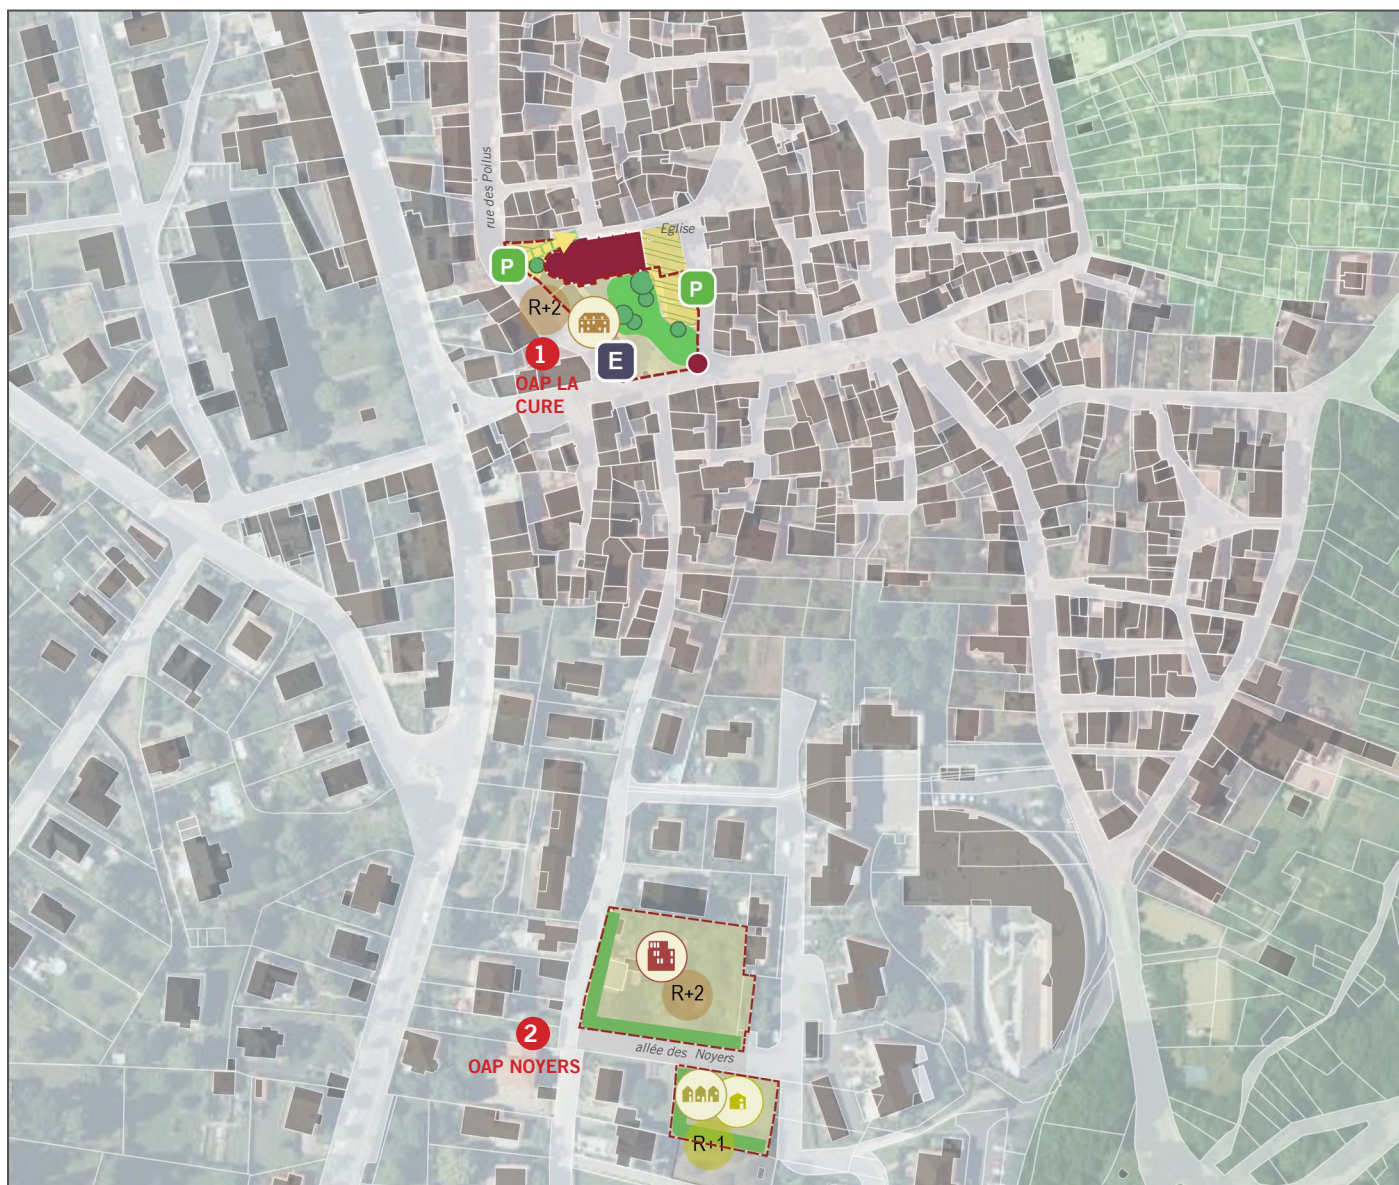 rue des Poilus
Eglise
P
P
R+2
1
E
OAP LA
CURE
R+2
2
allée des Noyers
OAP NOYERS
R+1